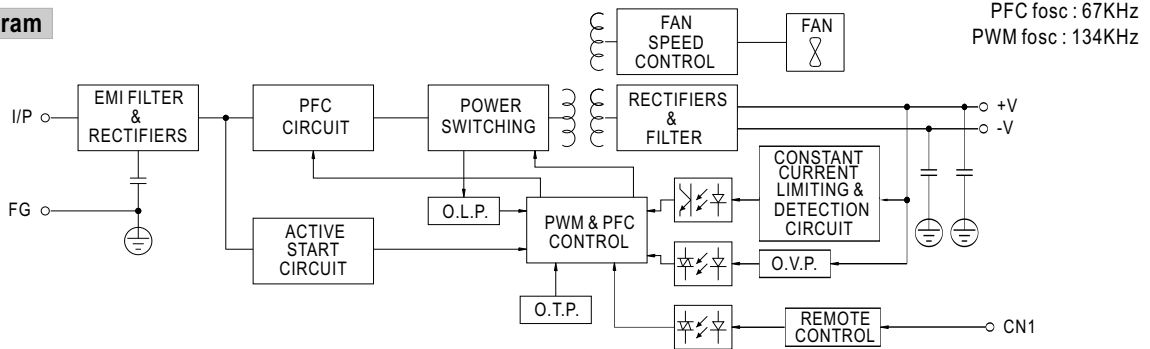 ram
PFC fosc : 67KHz
PWM fosc : 134KHz
FAN
SPEED
CONTROL
FAN
I/P
EMI FILTER
&
RECTIFIERS
PFC
CIRCUIT
POWER
SWITCHING
RECTIFIERS
&
FILTER
+V
-V
CONSTANT
CURRENT
LIMITING &
DETECTION
CIRCUIT
FG
O.L.P.
PWM & PFC
CONTROL
ACTIVE
START
CIRCUIT
O.V.P.
O.T.P.
REMOTE
CONTROL
CN1